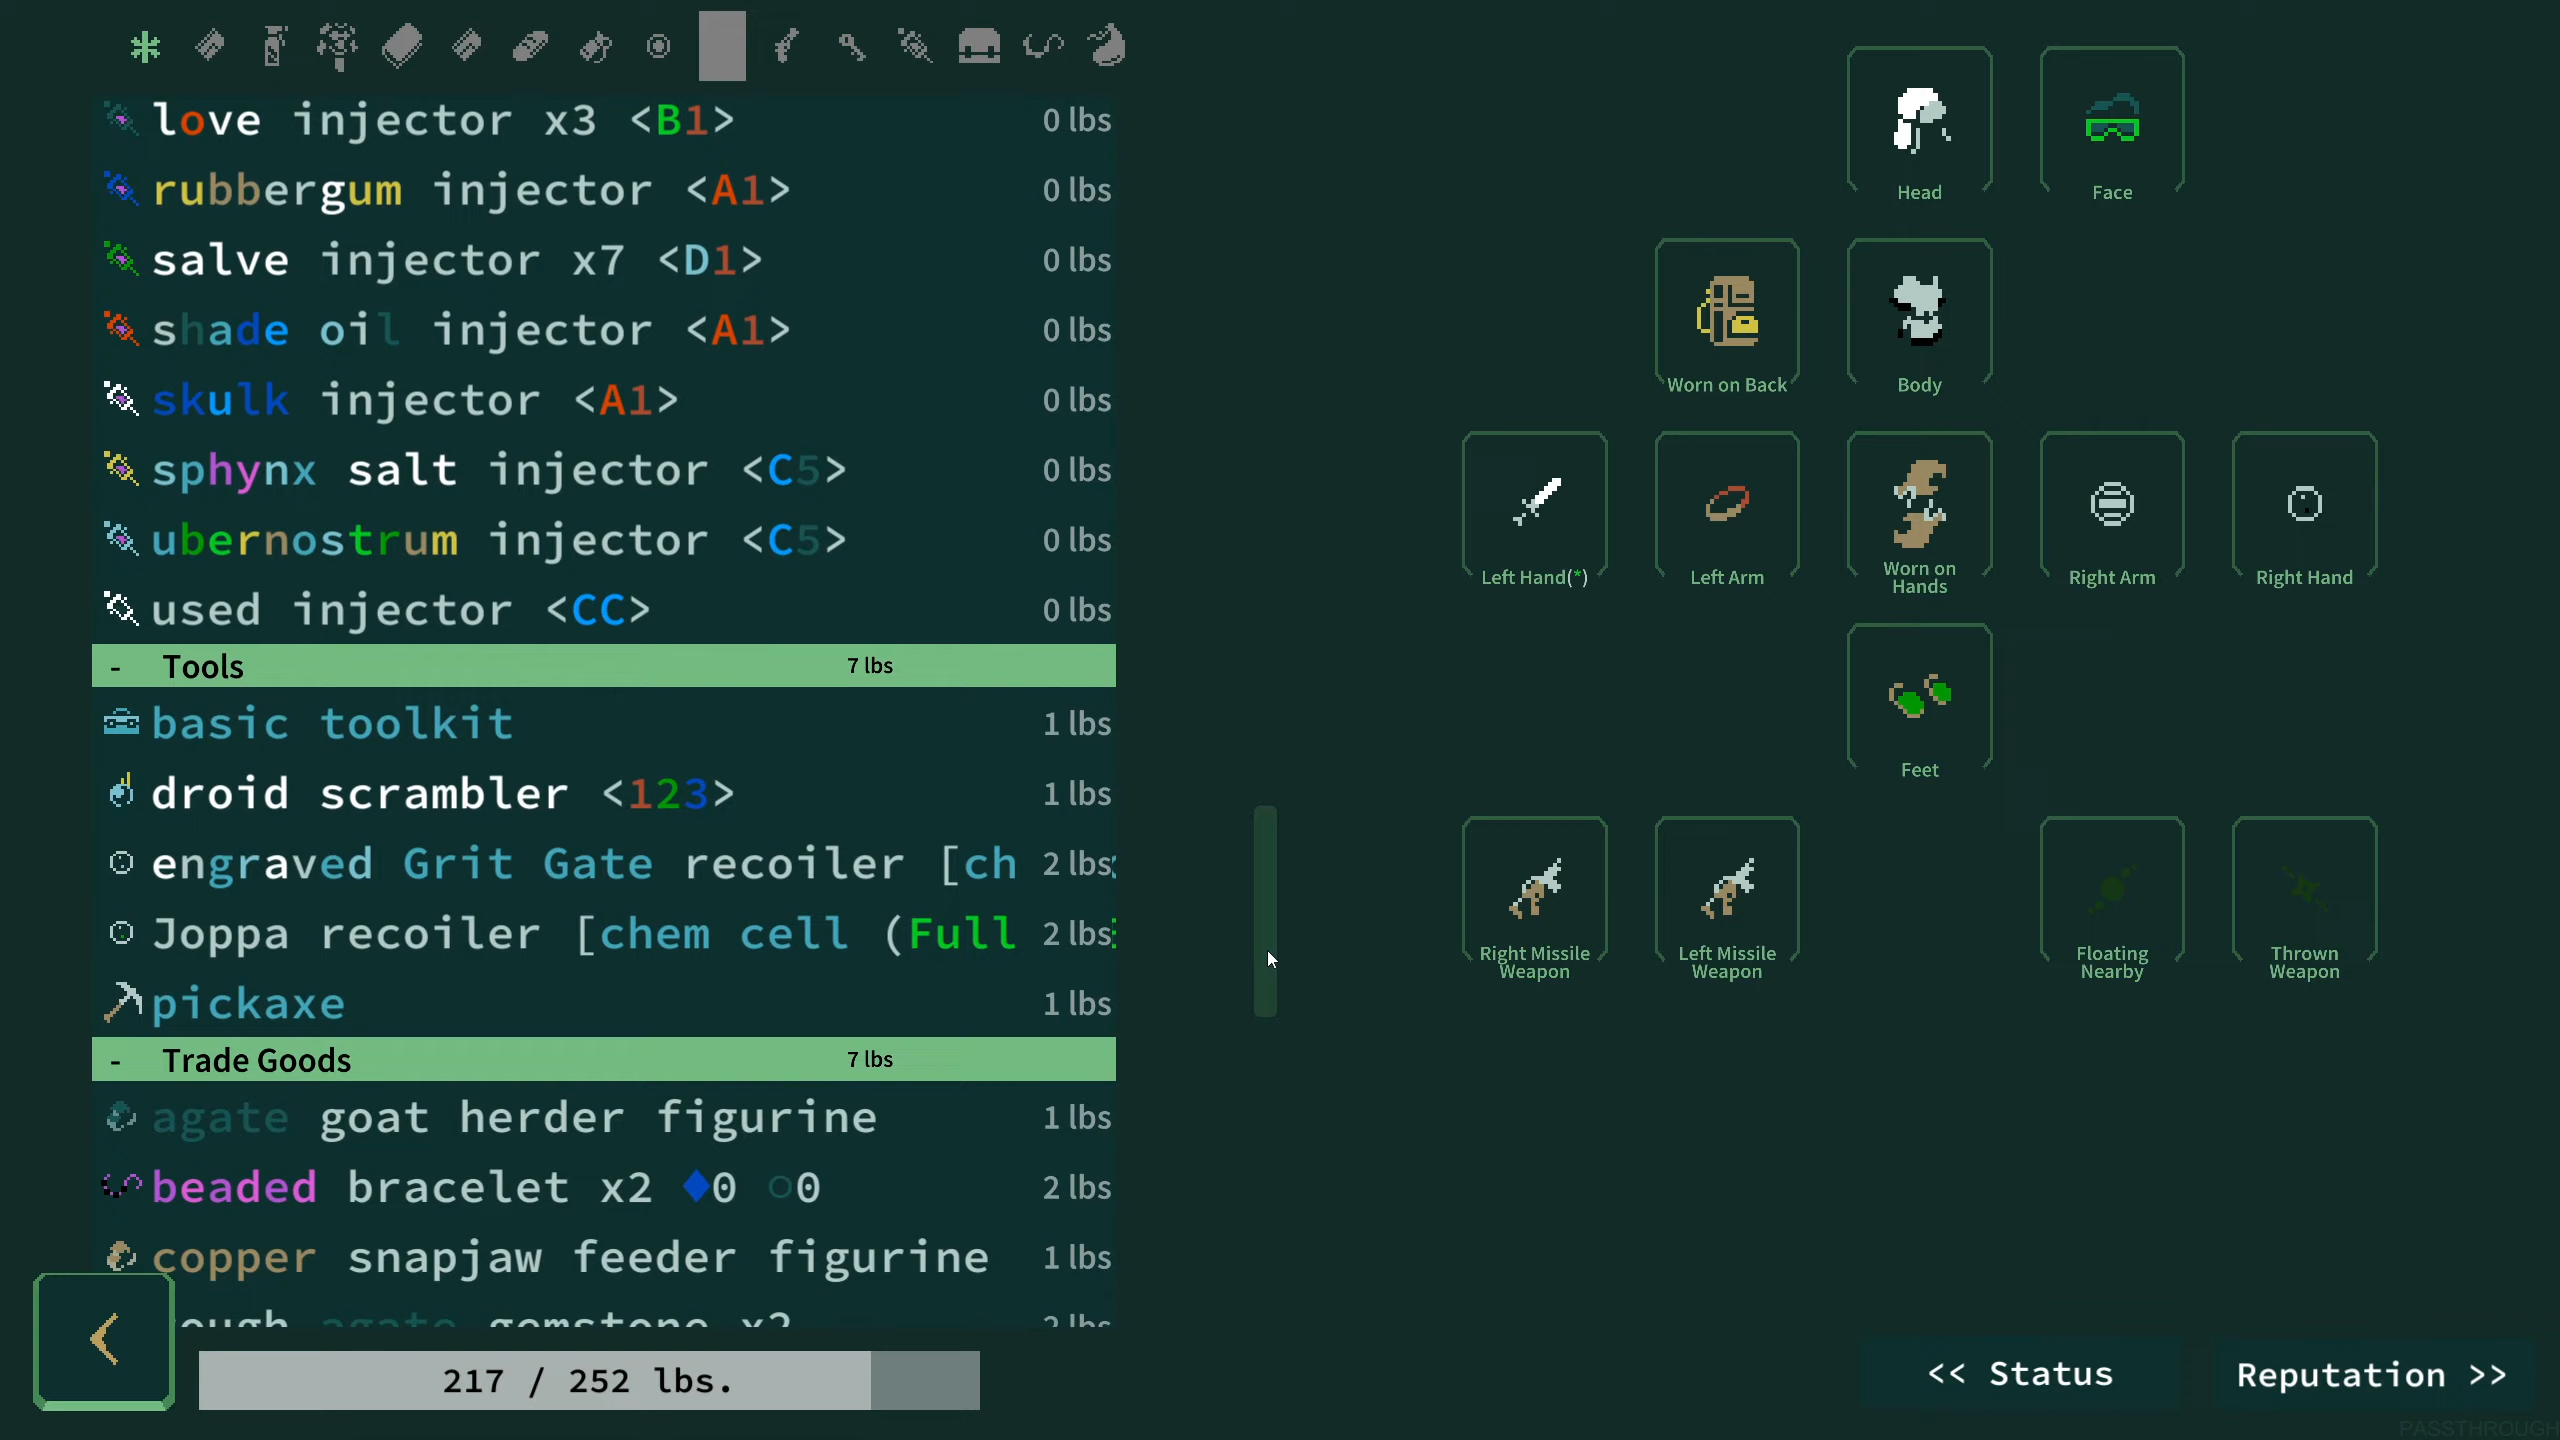 love injector x3 <B1> 0 lbs
rubbergum injector <A1> 0 lbs
salve injector x7 <D1> 0 lbs
shade oil injector <A1> 0 lbs
skulk injector <A1> 0 lbs
sphynx salt injector <C5> 0 lbs
ubernostrum injector <C5> 0 lbs
used injector <CC> 0 lbs
- Tools 7 lbs
basic toolkit 1 lbs
droid scrambler <123> 1 lbs
engraved Grit Gate recoiler [ch 2 lbs
Joppa recoiler [chem cell (Full 2 lbs
pickaxe 1 lbs
- Trade Goods 7 lbs
agate goat herder figurine 1 lbs
beaded bracelet x2 ♦0 ○0 2 lbs
copper snapjaw feeder figurine 1 lbs
agate gemstone x2 2 lbs
217 / 252 lbs.
Head
Face
Worn on Back
Body
Left Hand(*)
Left Arm
Worn on
Hands
Right Arm
Right Hand
Feet
Right Missile
Weapon
Left Missile
Weapon
Floating
Nearby
Thrown
Weapon
<< Status
Reputation >>
PASSTHROUGH